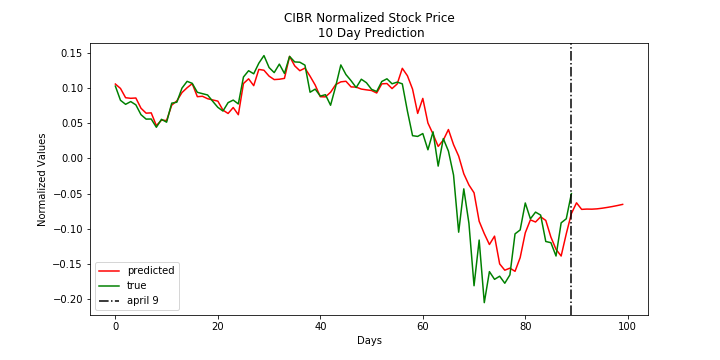 CIBR Normalized Stock Price
10 Day Prediction
Normalized Values
0.15
0.10
0.05
0.00
−0.05
−0.10
−0.15
−0.20
predicted
true
april 9
0
20
40
60
80
100
Days